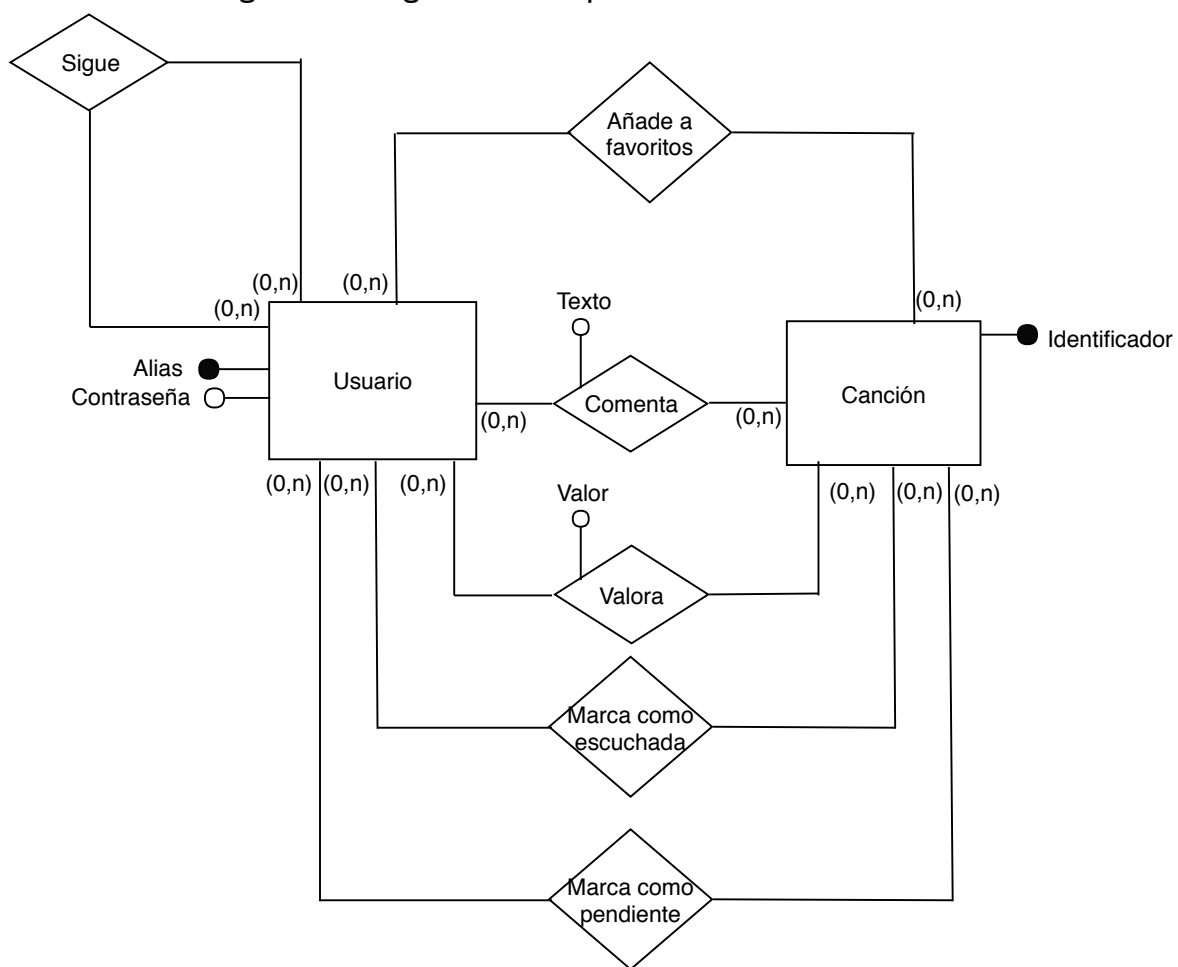 Sigue
Añade a
favoritos
(0,n)
(0,n)
(0,n)
(0,n)
Texto
Identificador
Alias
Contraseña
Usuario
Comenta
Canción
(0,n)
(0,n)
(0,n)
(0,n)
(0,n)
Valor
(0,n)
(0,n)
(0,n)
Valora
Marca como
escuchada
Marca como
pendiente